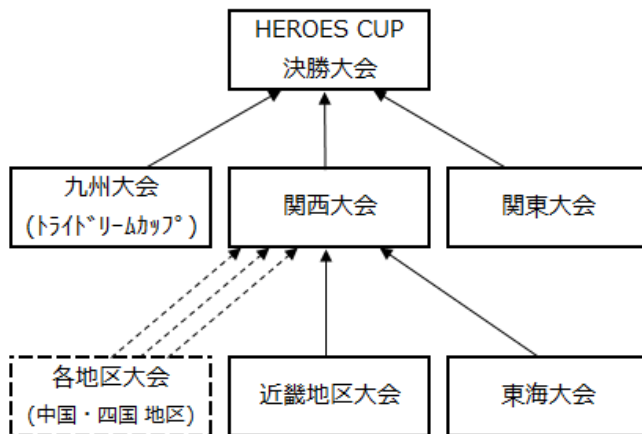 HEROES CUP
決勝大会
九州大会
(ﾄﾗｲﾄﾞﾘｰﾑｶｯﾌﾟ)
関西大会
関東大会
各地区大会
(中国・四国 地区)
近畿地区大会
東海大会